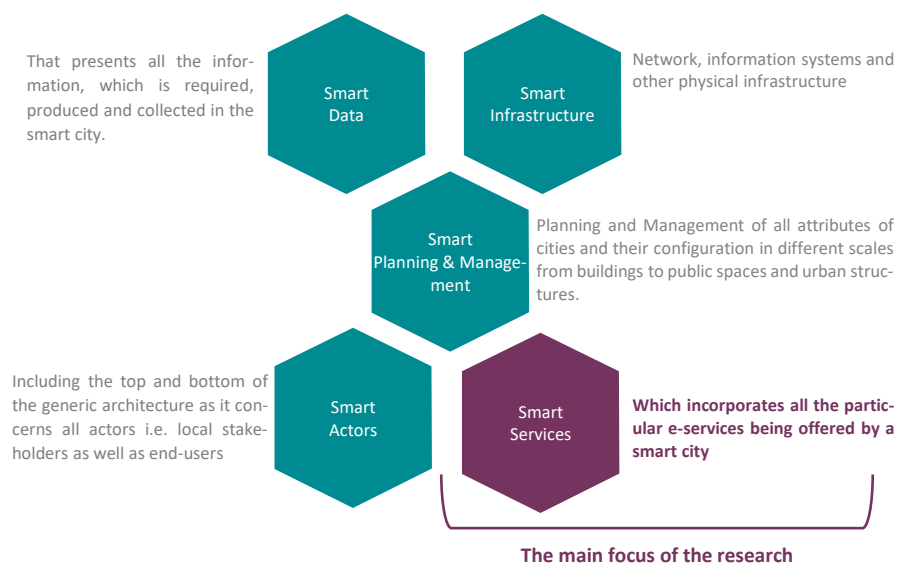 That presents all the infor-
mation, which is required,
produced and collected in the
smart city.
Smart
Data
Smart
Infrastructure
Network, information systems and
other physical infrastructure
Smart
Planning & Manage-
ment
Planning and Management of all attributes of
cities and their configuration in different scales
from buildings to public spaces and urban struc-
tures.
Including the top and bottom of
the generic architecture as it con-
cerns all actors i.e. local stake-
holders as well as end-users
Smart
Actors
Smart
Services
Which incorporates all the partic-
ular e-services being offered by a
smart city
The main focus of the research